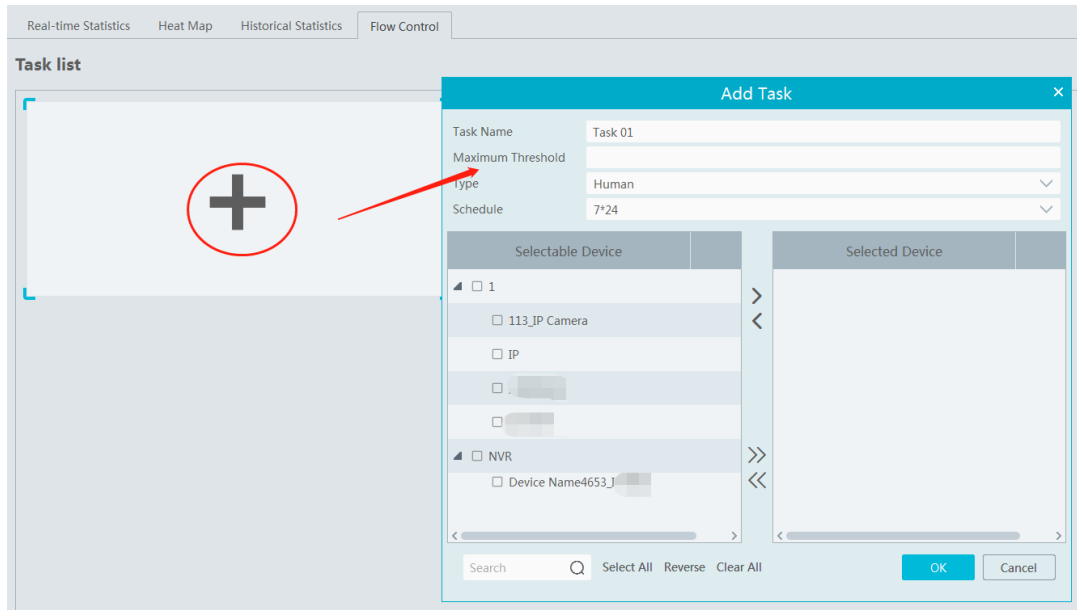 Real-time Statistics Heat Map Historical Statistics Flow Control
Task list
Add Task
Task Name Task 01
Maximum Threshold
Type Human
Schedule 7*24
Selectable Device Selected Device
1
113_IP Camera
IP
NVR
Device Name4653_
Search Select All Reverse Clear All OK Cancel